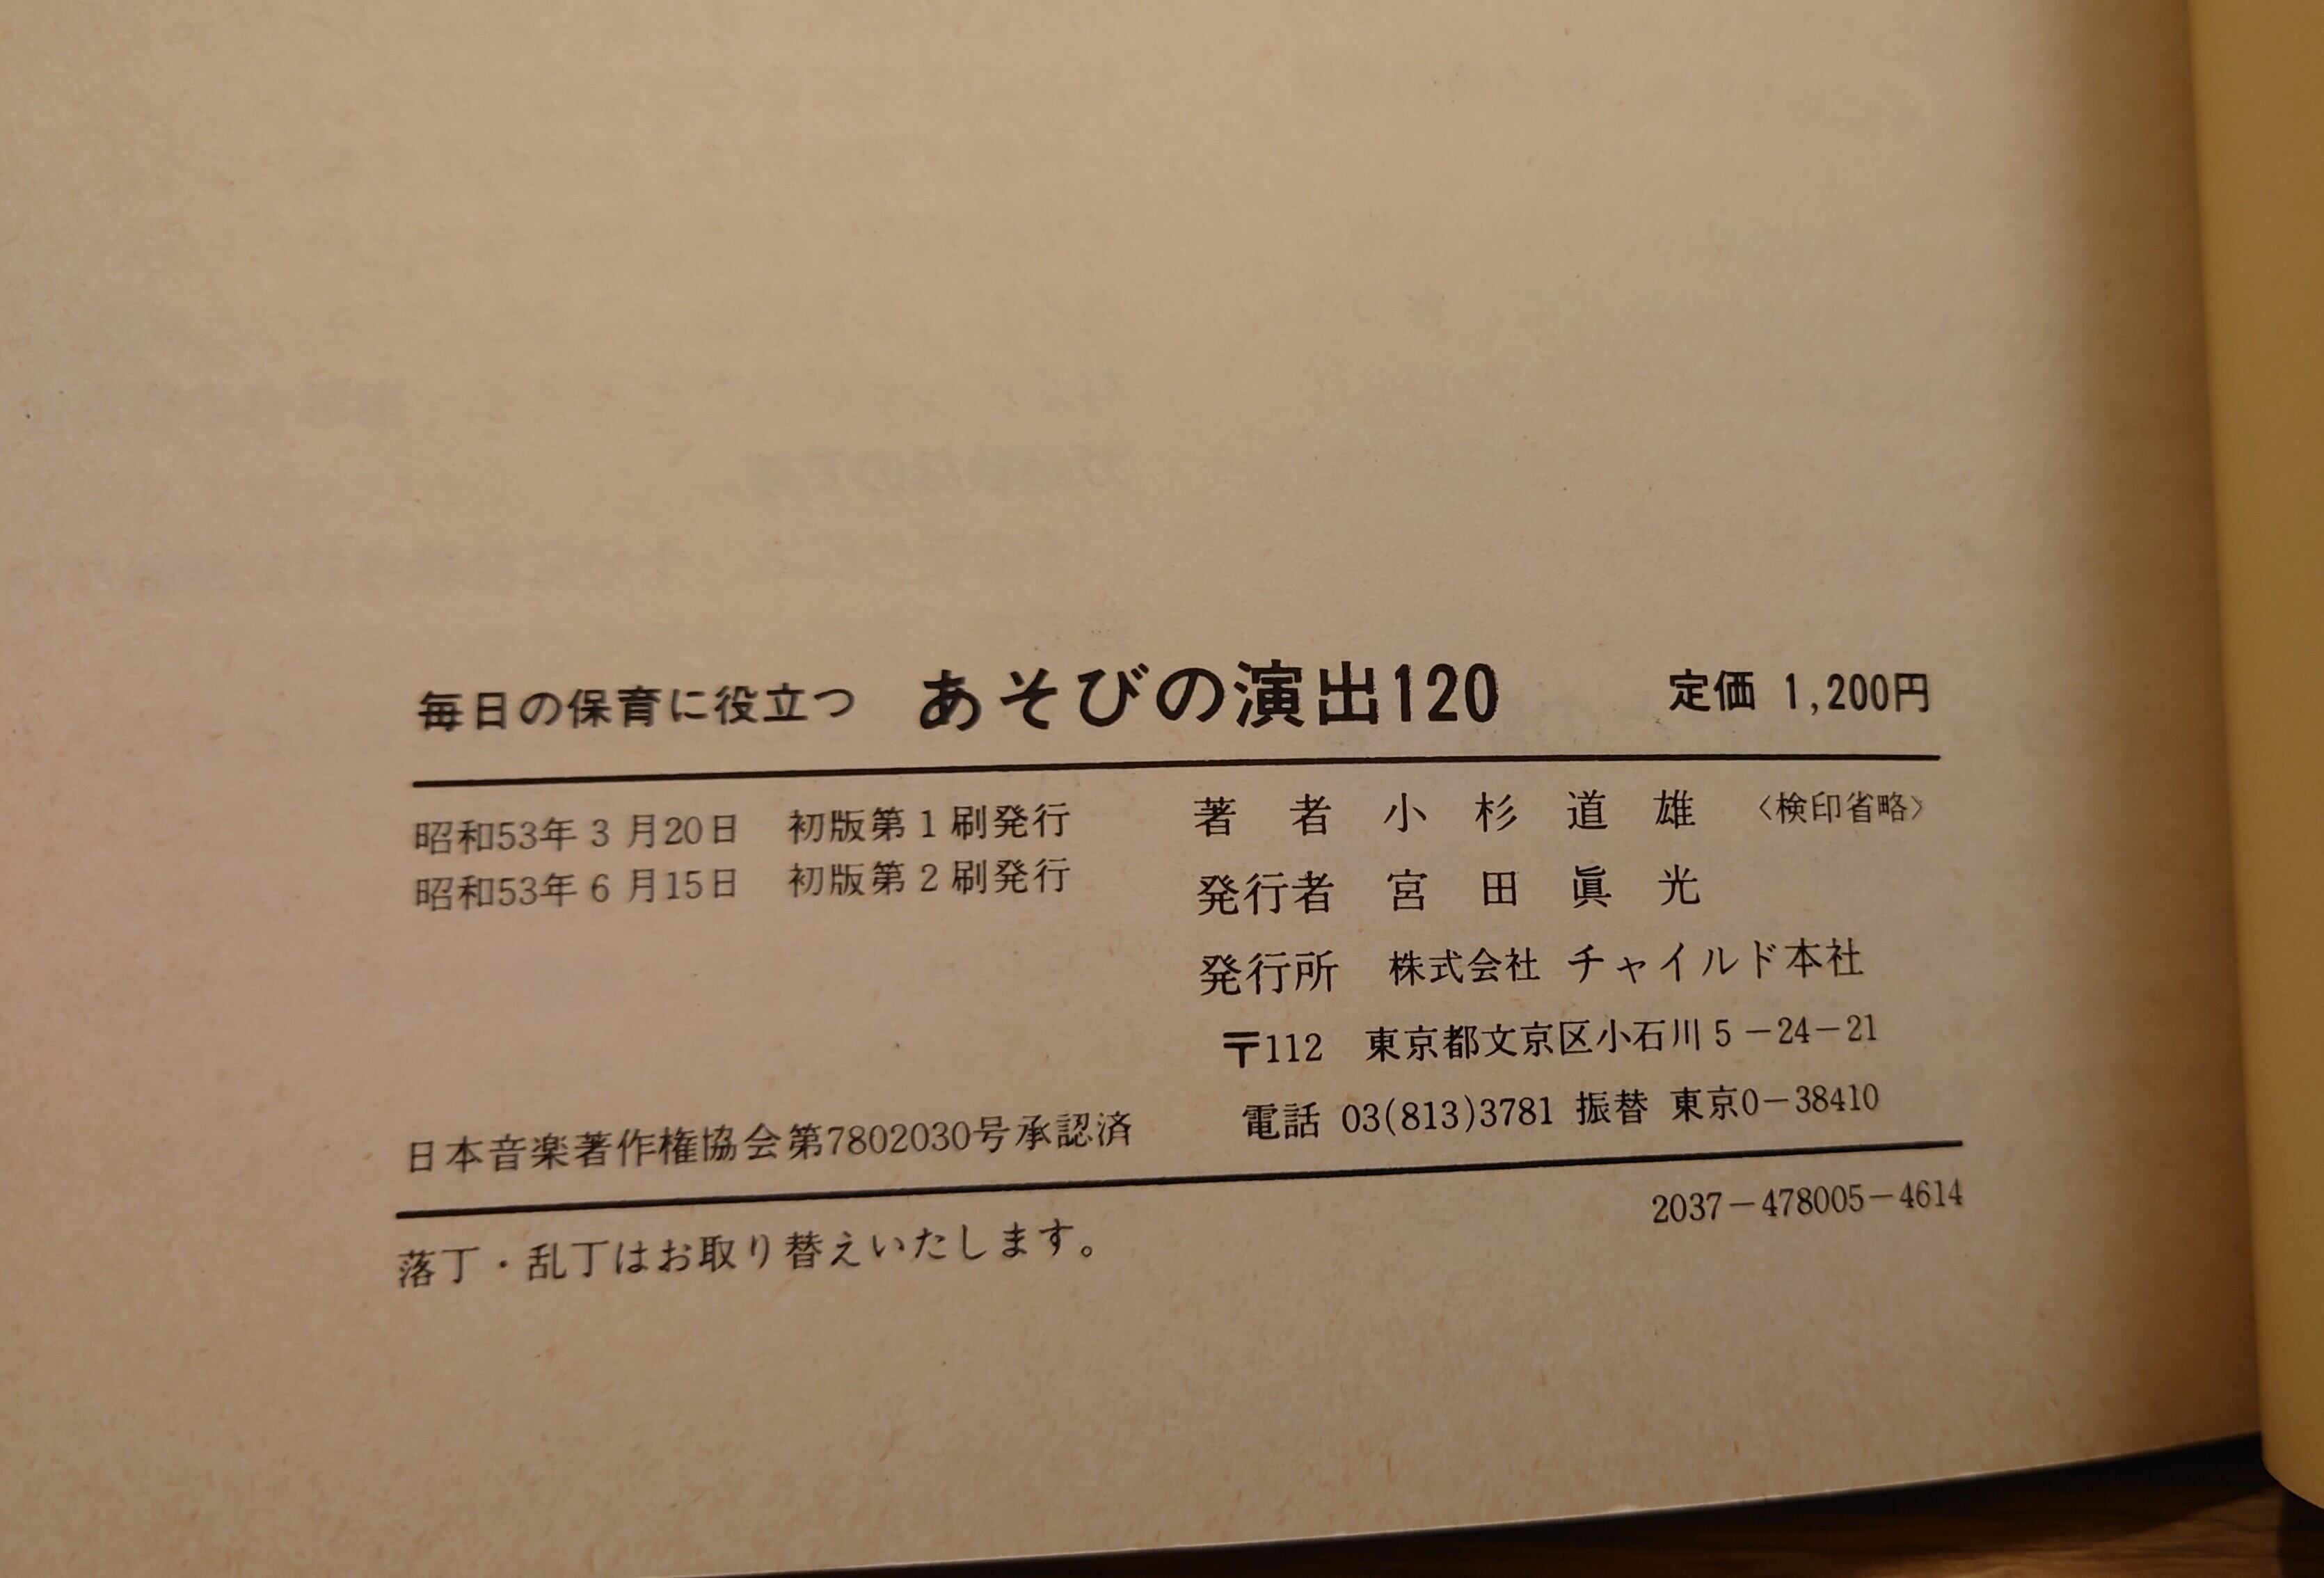 毎日の保育に役立つ あそびの演出120 定価 1,200円
昭和53年3月20日 初版第1刷発行
昭和53年6月15日 初版第2刷発行
著者 小杉道雄 〈検印省略〉
発行者 宮田眞光
発行所 株式会社 チャイルド本社
〒112 東京都文京区小石川5-24-21
電話 03(813)3781 振替 東京0-38410
日本音楽著作権協会第7802030号承認済
2037-478005-4614
落丁・乱丁はお取り替えいたします。